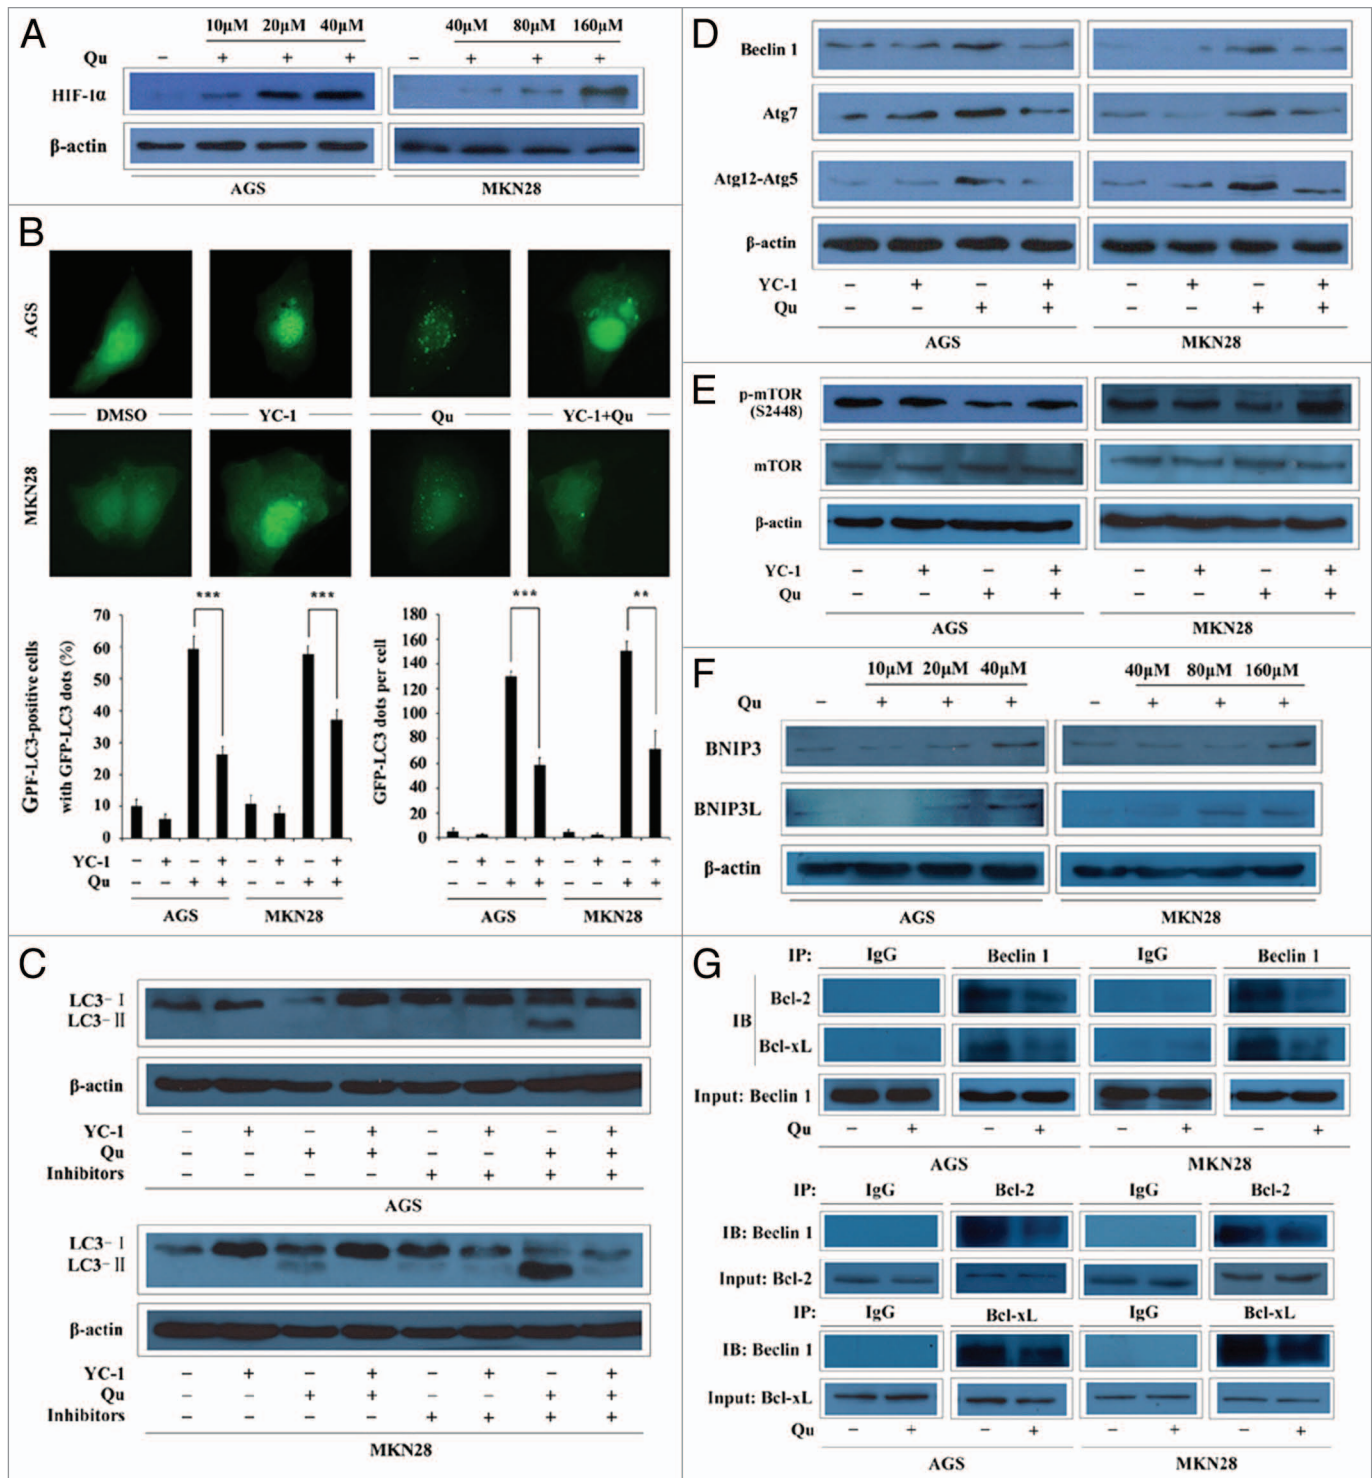 A
10μM 20μM 40μM 40μM 80μM 160μM
Qu − + + + − + + +
HIF-1α
β-actin
AGS MKN28
B
AGS
DMSO YC-1 Qu YC-1+Qu
MKN28
GPF-LC3-positive cells
with GFP-LC3 dots (%)
70
60
50
40
30
20
10
0
*** ***
YC-1 − + − + − + − +
Qu − − + + − − + +
AGS MKN28
GFP-LC3 dots per cell
180
160
140
120
100
80
60
40
20
0
*** **
− + − + − + − +
− − + + − − + +
AGS MKN28
C
LC3-I
LC3-II
β-actin
YC-1 − + − + − + − +
Qu − − + + − − + +
Inhibitors − − − − + + + +
AGS
LC3-I
LC3-II
β-actin
YC-1 − + − + − + − +
Qu − − + + − − + +
Inhibitors − − − − + + + +
MKN28
D
Beclin 1
Atg7
Atg12-Atg5
β-actin
YC-1 − + − + − + − +
Qu − − + + − − + +
AGS MKN28
E
p-mTOR
(S2448)
mTOR
β-actin
YC-1 − + − + − + − +
Qu − − + + − − + +
AGS MKN28
F
10μM 20μM 40μM 40μM 80μM 160μM
Qu − + + + − + + +
BNIP3
BNIP3L
β-actin
AGS MKN28
G
IP: IgG Beclin 1 IgG Beclin 1
IB
Bcl-2
Bcl-xL
Input: Beclin 1
Qu − + − + − + − +
AGS MKN28
IP: IgG Bcl-2 IgG Bcl-2
IB: Beclin 1
Input: Bcl-2
IP: IgG Bcl-xL IgG Bcl-xL
IB: Beclin 1
Input: Bcl-xL
Qu − + − + − + − +
AGS MKN28